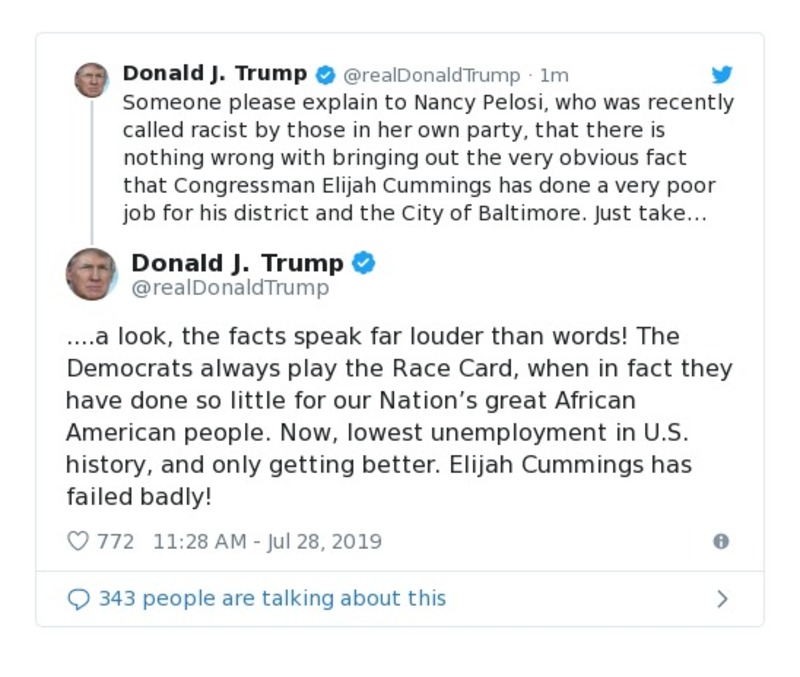 Donald J. Trump @realDonaldTrump · 1m
Someone please explain to Nancy Pelosi, who was recently
called racist by those in her own party, that there is
nothing wrong with bringing out the very obvious fact
that Congressman Elijah Cummings has done a very poor
job for his district and the City of Baltimore. Just take...
Donald J. Trump
@realDonaldTrump
....a look, the facts speak far louder than words! The
Democrats always play the Race Card, when in fact they
have done so little for our Nation’s great African
American people. Now, lowest unemployment in U.S.
history, and only getting better. Elijah Cummings has
failed badly!
772 11:28 AM - Jul 28, 2019
343 people are talking about this